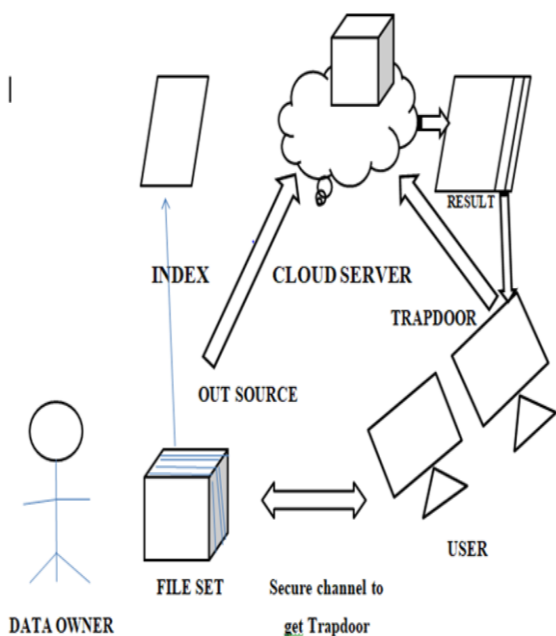 RESULT
INDEX
CLOUD SERVER
TRAPDOOR
OUT SOURCE
USER
FILE SET
Secure channel to
get Trapdoor
DATA OWNER